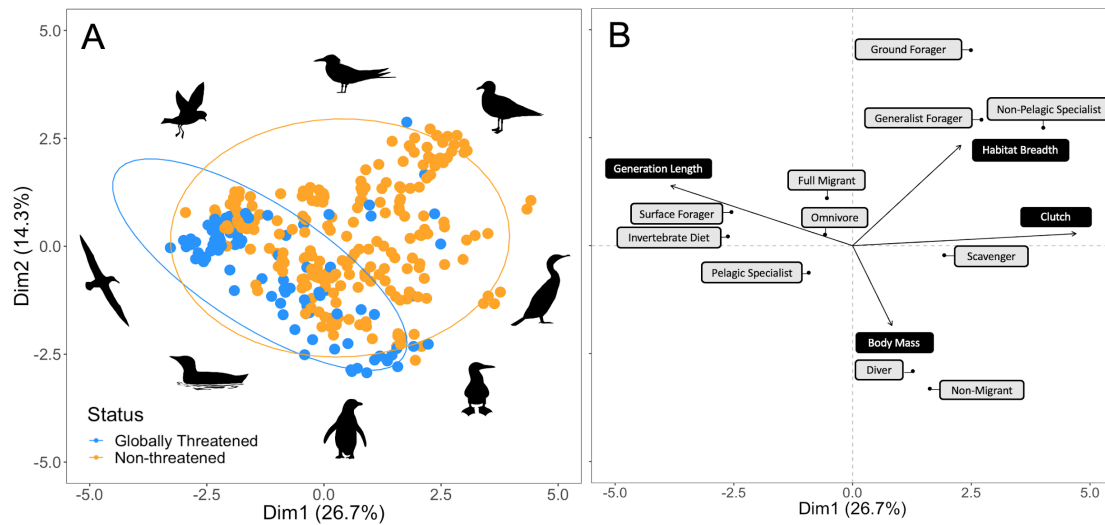 A
5.0
2.5
0.0
-2.5
-5.0
Dim2 (14.3%)
Status
Globally Threatened
Non-threatened
-5.0
-2.5
0.0
2.5
5.0
Dim1 (26.7%)
B
Ground Forager
Non-Pelagic Specialist
Generalist Forager
Habitat Breadth
Generation Length
Full Migrant
Surface Forager
Omnivore
Clutch
Invertebrate Diet
Scavenger
Pelagic Specialist
Body Mass
Diver
Non-Migrant
-5.0
-2.5
0.0
2.5
5.0
Dim1 (26.7%)